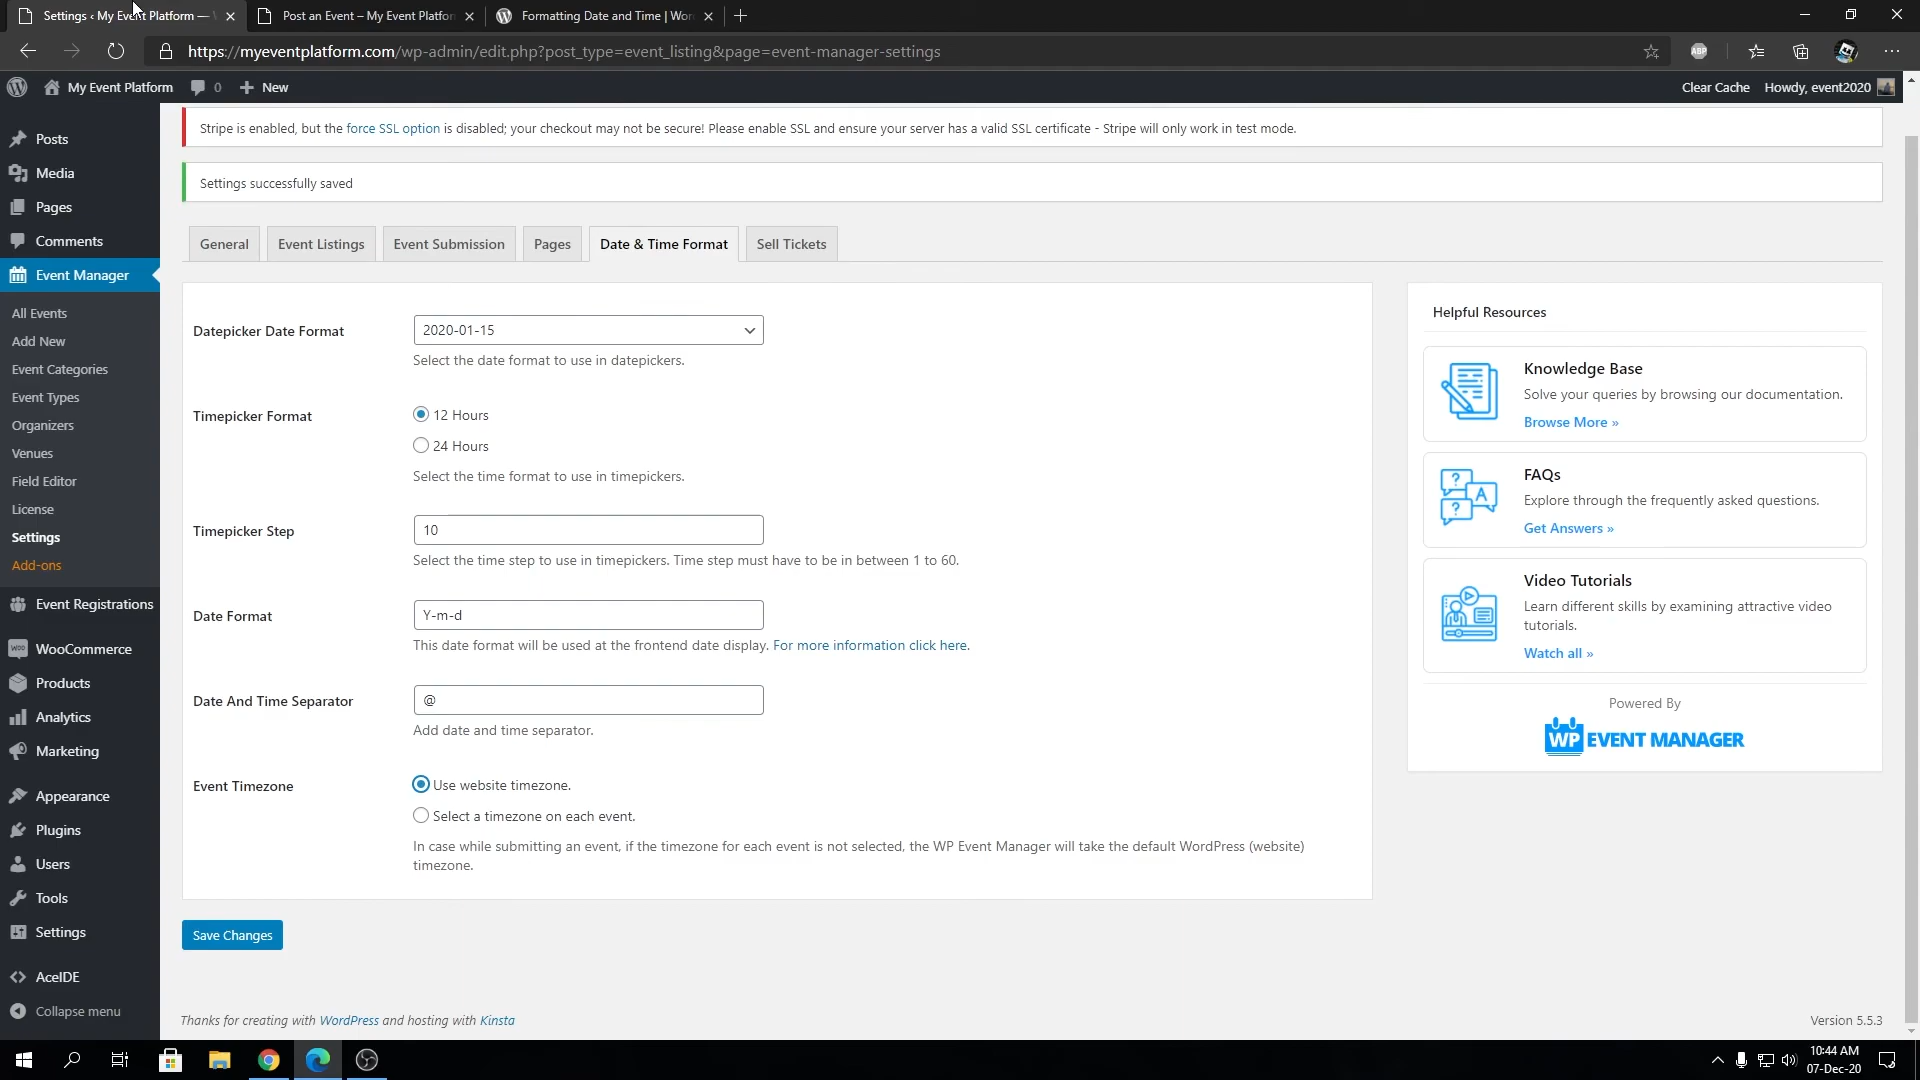 Settings ‹ My Event Platform —
Post an Event – My Event Platfor
Formatting Date and Time | Wor
https://myeventplatform.com/wp-admin/edit.php?post_type=event_listing&page=event-manager-settings
ABP
My Event Platform
0
New
Clear Cache
Howdy, event2020
Posts
Media
Pages
Comments
Event Manager
All Events
Add New
Event Categories
Event Types
Organizers
Venues
Field Editor
License
Settings
Add-ons
Event Registrations
WooCommerce
Products
Analytics
Marketing
Appearance
Plugins
Users
Tools
Settings
AceIDE
Collapse menu
Stripe is enabled, but the force SSL option is disabled; your checkout may not be secure! Please enable SSL and ensure your server has a valid SSL certificate - Stripe will only work in test mode.
Settings successfully saved
General
Event Listings
Event Submission
Pages
Date & Time Format
Sell Tickets
Datepicker Date Format
2020-01-15
Select the date format to use in datepickers.
Timepicker Format
12 Hours
24 Hours
Select the time format to use in timepickers.
Timepicker Step
10
Select the time step to use in timepickers. Time step must have to be in between 1 to 60.
Date Format
Y-m-d
This date format will be used at the frontend date display. For more information click here.
Date And Time Separator
@
Add date and time separator.
Event Timezone
Use website timezone.
Select a timezone on each event.
In case while submitting an event, if the timezone for each event is not selected, the WP Event Manager will take the default WordPress (website)
timezone.
Save Changes
Helpful Resources
Knowledge Base
Solve your queries by browsing our documentation.
Browse More »
FAQs
Explore through the frequently asked questions.
Get Answers »
Video Tutorials
Learn different skills by examining attractive video
tutorials.
Watch all »
Powered By
WP EVENT MANAGER
Thanks for creating with WordPress and hosting with Kinsta
Version 5.5.3
10:44 AM
07-Dec-20